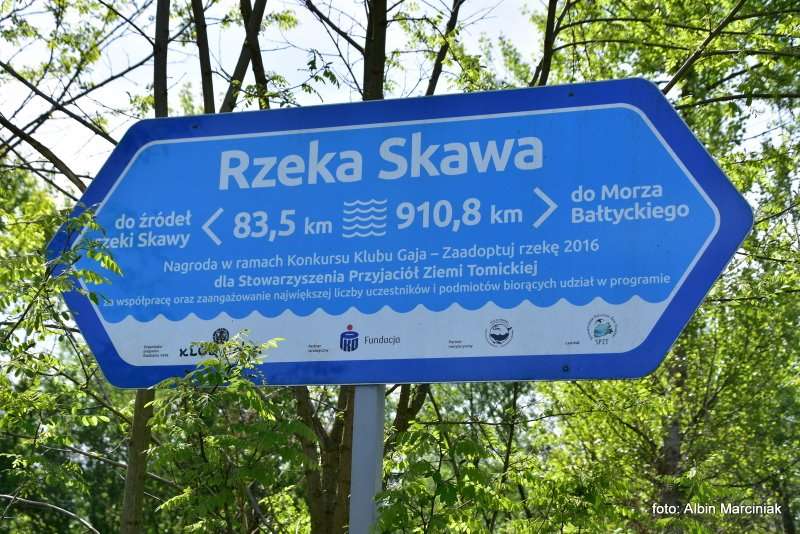 Rzeka Skawa
do źródeł
rzeki Skawy
< 83,5 km
910,8 km >
do Morza
Bałtyckiego
Nagroda w ramach Konkursu Klubu Gaja – Zaadoptuj rzekę 2016
dla Stowarzyszenia Przyjaciół Ziemi Tomickiej
za współpracę oraz zaangażowanie największej liczby uczestników i podmiotów biorących udział w programie
Fundacja
SPZT
foto: Albin Marciniak